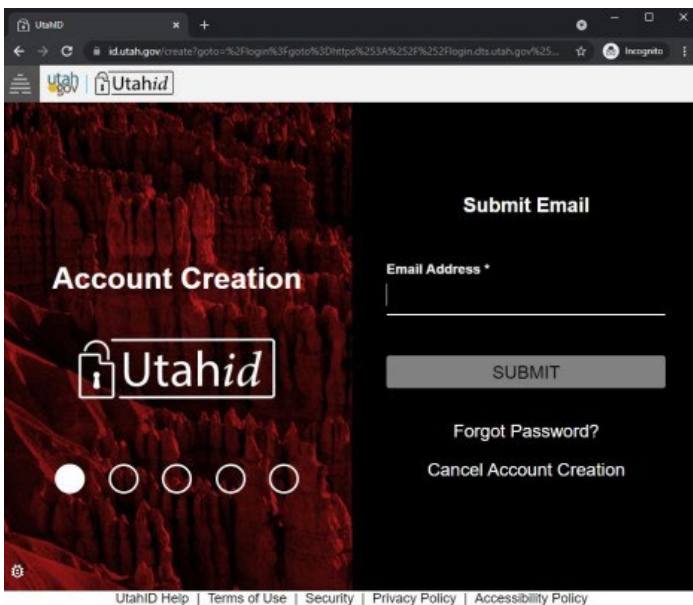 UtahID
id.utah.gov/create?goto=%2Flogin%3Fgoto%3Dhttps%253A%252F%252Flogin.dts.utah.gov%25...
Incognito
utah
gov
Utahid
Submit Email
Account Creation
Email Address *
Utahid
SUBMIT
Forgot Password?
Cancel Account Creation
UtahID Help | Terms of Use | Security | Privacy Policy | Accessibility Policy